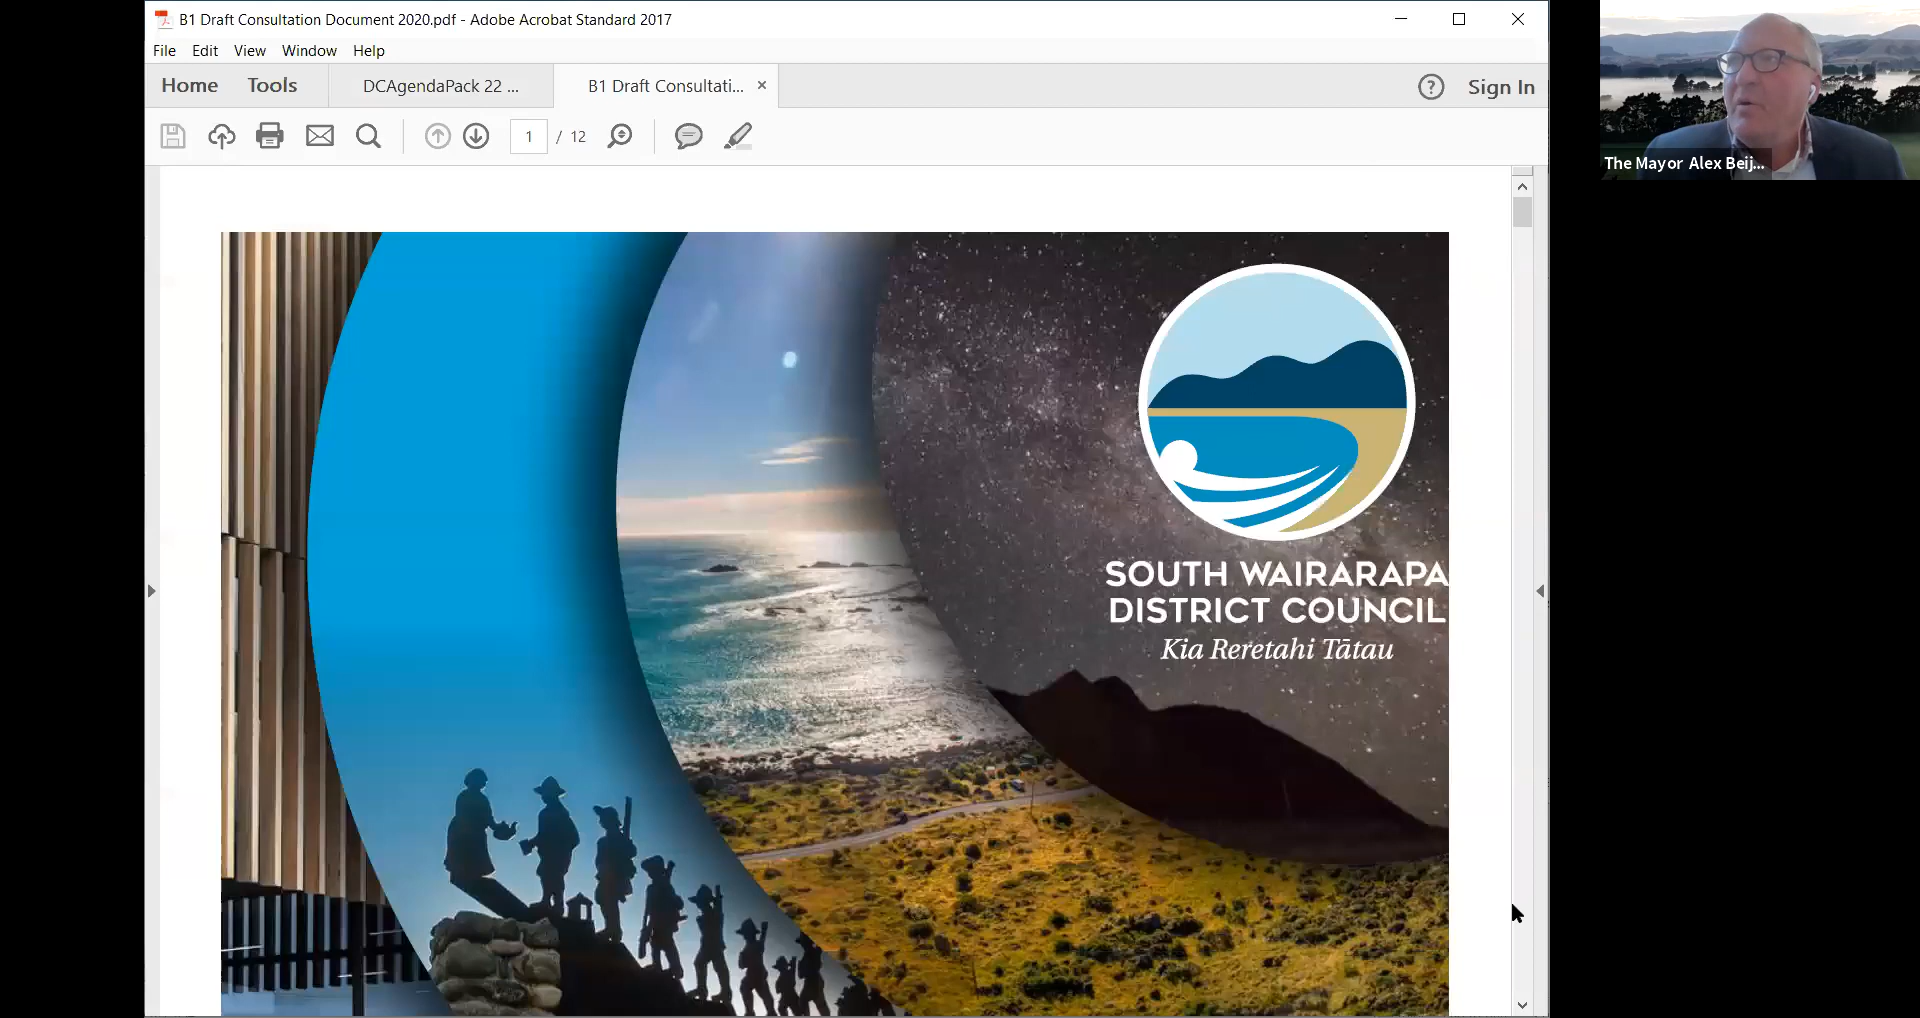 B1 Draft Consultation Document 2020.pdf - Adobe Acrobat Standard 2017
File Edit View Window Help
Home Tools DCAgendaPack 22 ... B1 Draft Consultati... × ? Sign In
1 / 12
The Mayor Alex Beij...
SOUTH WAIRARAPA
DISTRICT COUNCIL
Kia Reretahi Tātau